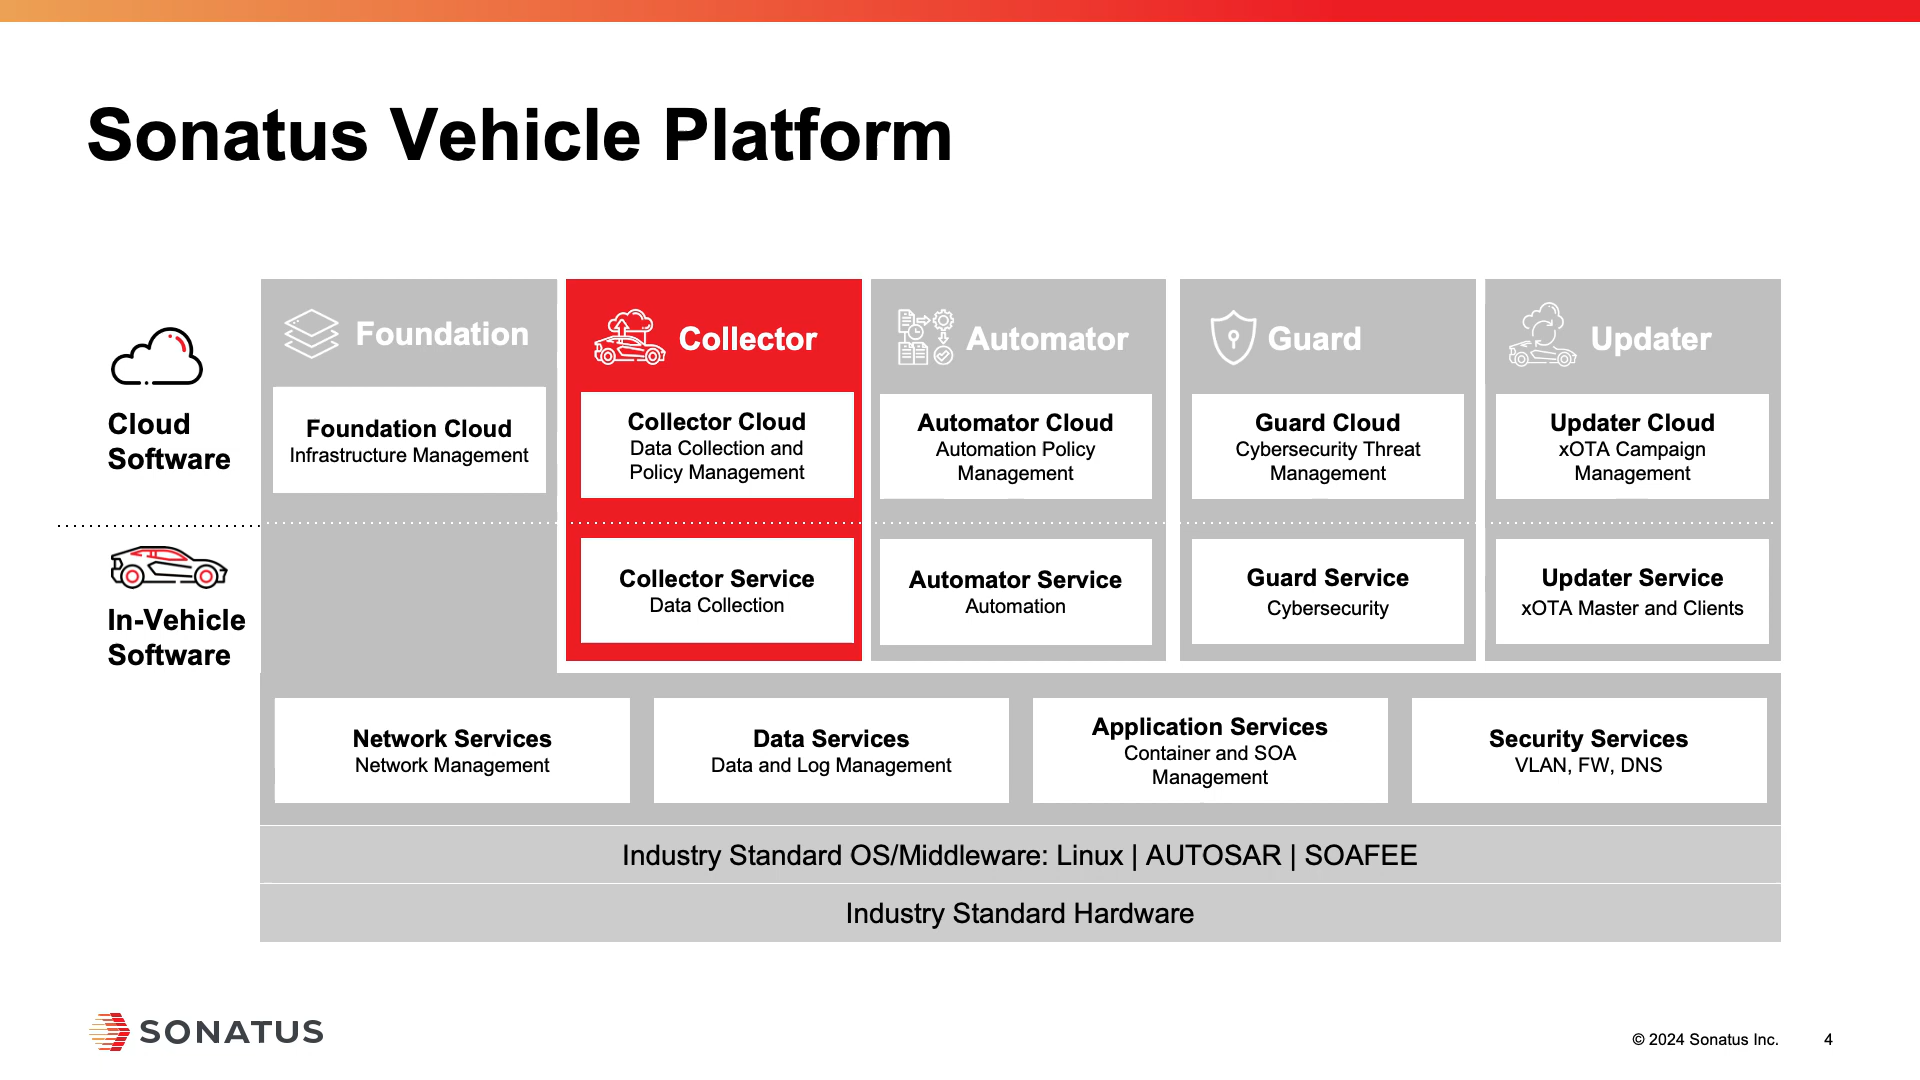 Sonatus Vehicle Platform
Cloud
Software
In-Vehicle
Software
Foundation
Foundation Cloud
Infrastructure Management
Collector
Collector Cloud
Data Collection and
Policy Management
Collector Service
Data Collection
Automator
Automator Cloud
Automation Policy
Management
Automator Service
Automation
Guard
Guard Cloud
Cybersecurity Threat
Management
Guard Service
Cybersecurity
Updater
Updater Cloud
xOTA Campaign
Management
Updater Service
xOTA Master and Clients
Network Services
Network Management
Data Services
Data and Log Management
Application Services
Container and SOA
Management
Security Services
VLAN, FW, DNS
Industry Standard OS/Middleware: Linux | AUTOSAR | SOAFEE
Industry Standard Hardware
SONATUS
© 2024 Sonatus Inc.
4